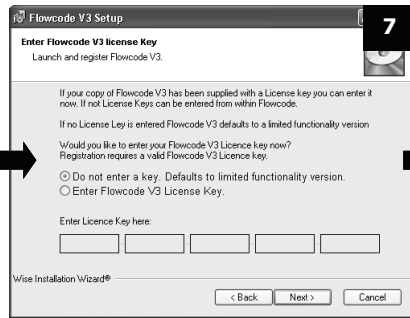 Flowcode V3 Setup
7
Enter Flowcode V3 license Key
Launch and register Flowcode V3.
If your copy of Flowcode V3 has been supplied with a License key you can enter it
now. If not License Keys can be entered from within Flowcode.
If no License Ley is entered Flowcode V3 defaults to a limited functionality version
Would you like to enter your Flowcode V3 Licence key now?
Registration requires a valid Flowcode V3 Licence key.
Do not enter a key. Defaults to limited functionality version.
Enter Flowcode V3 License Key.
Enter Licence Key here:
Wise Installation Wizard®
< Back Next > Cancel